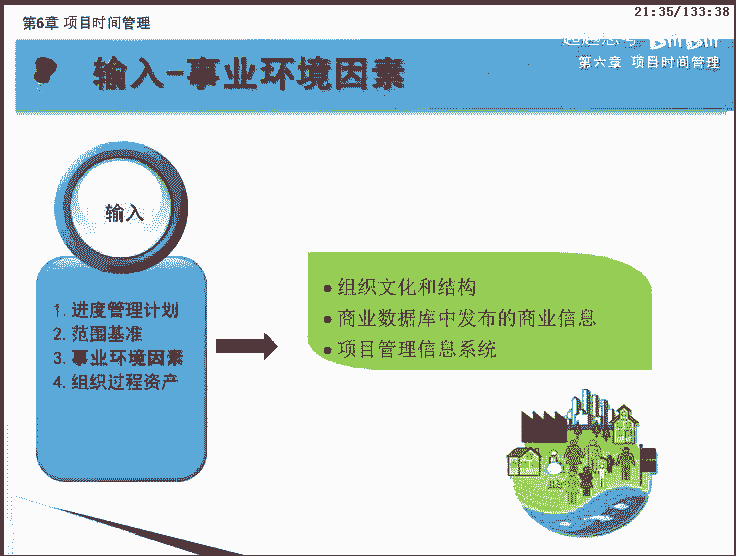 21:35/133:38
第6章 项目时间管理
bilibili
第六章 项目时间管理
输入-事业环境因素
输入
1. 进度管理计划
2. 范围基准
3. 事业环境因素
4. 组织过程资产
●组织文化和结构
●商业数据库中发布的商业信息
●项目管理信息系统